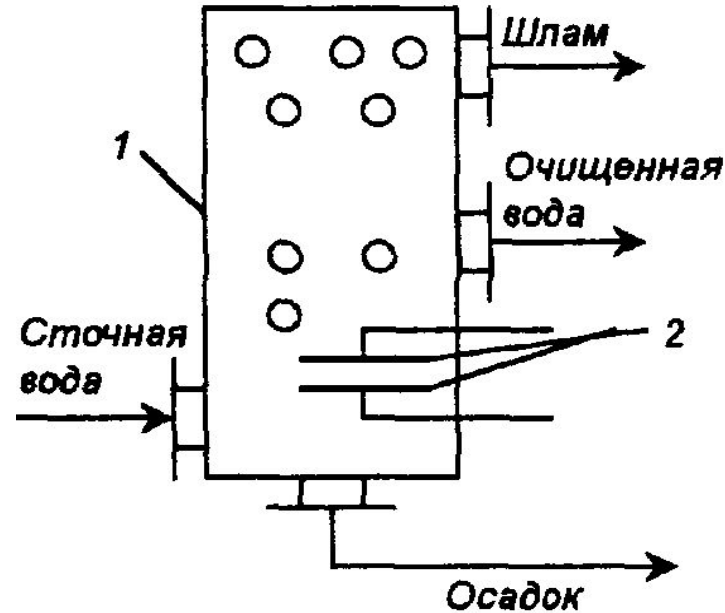 Шлам
1
Очищенная
вода
Сточная
вода
2
Осадок